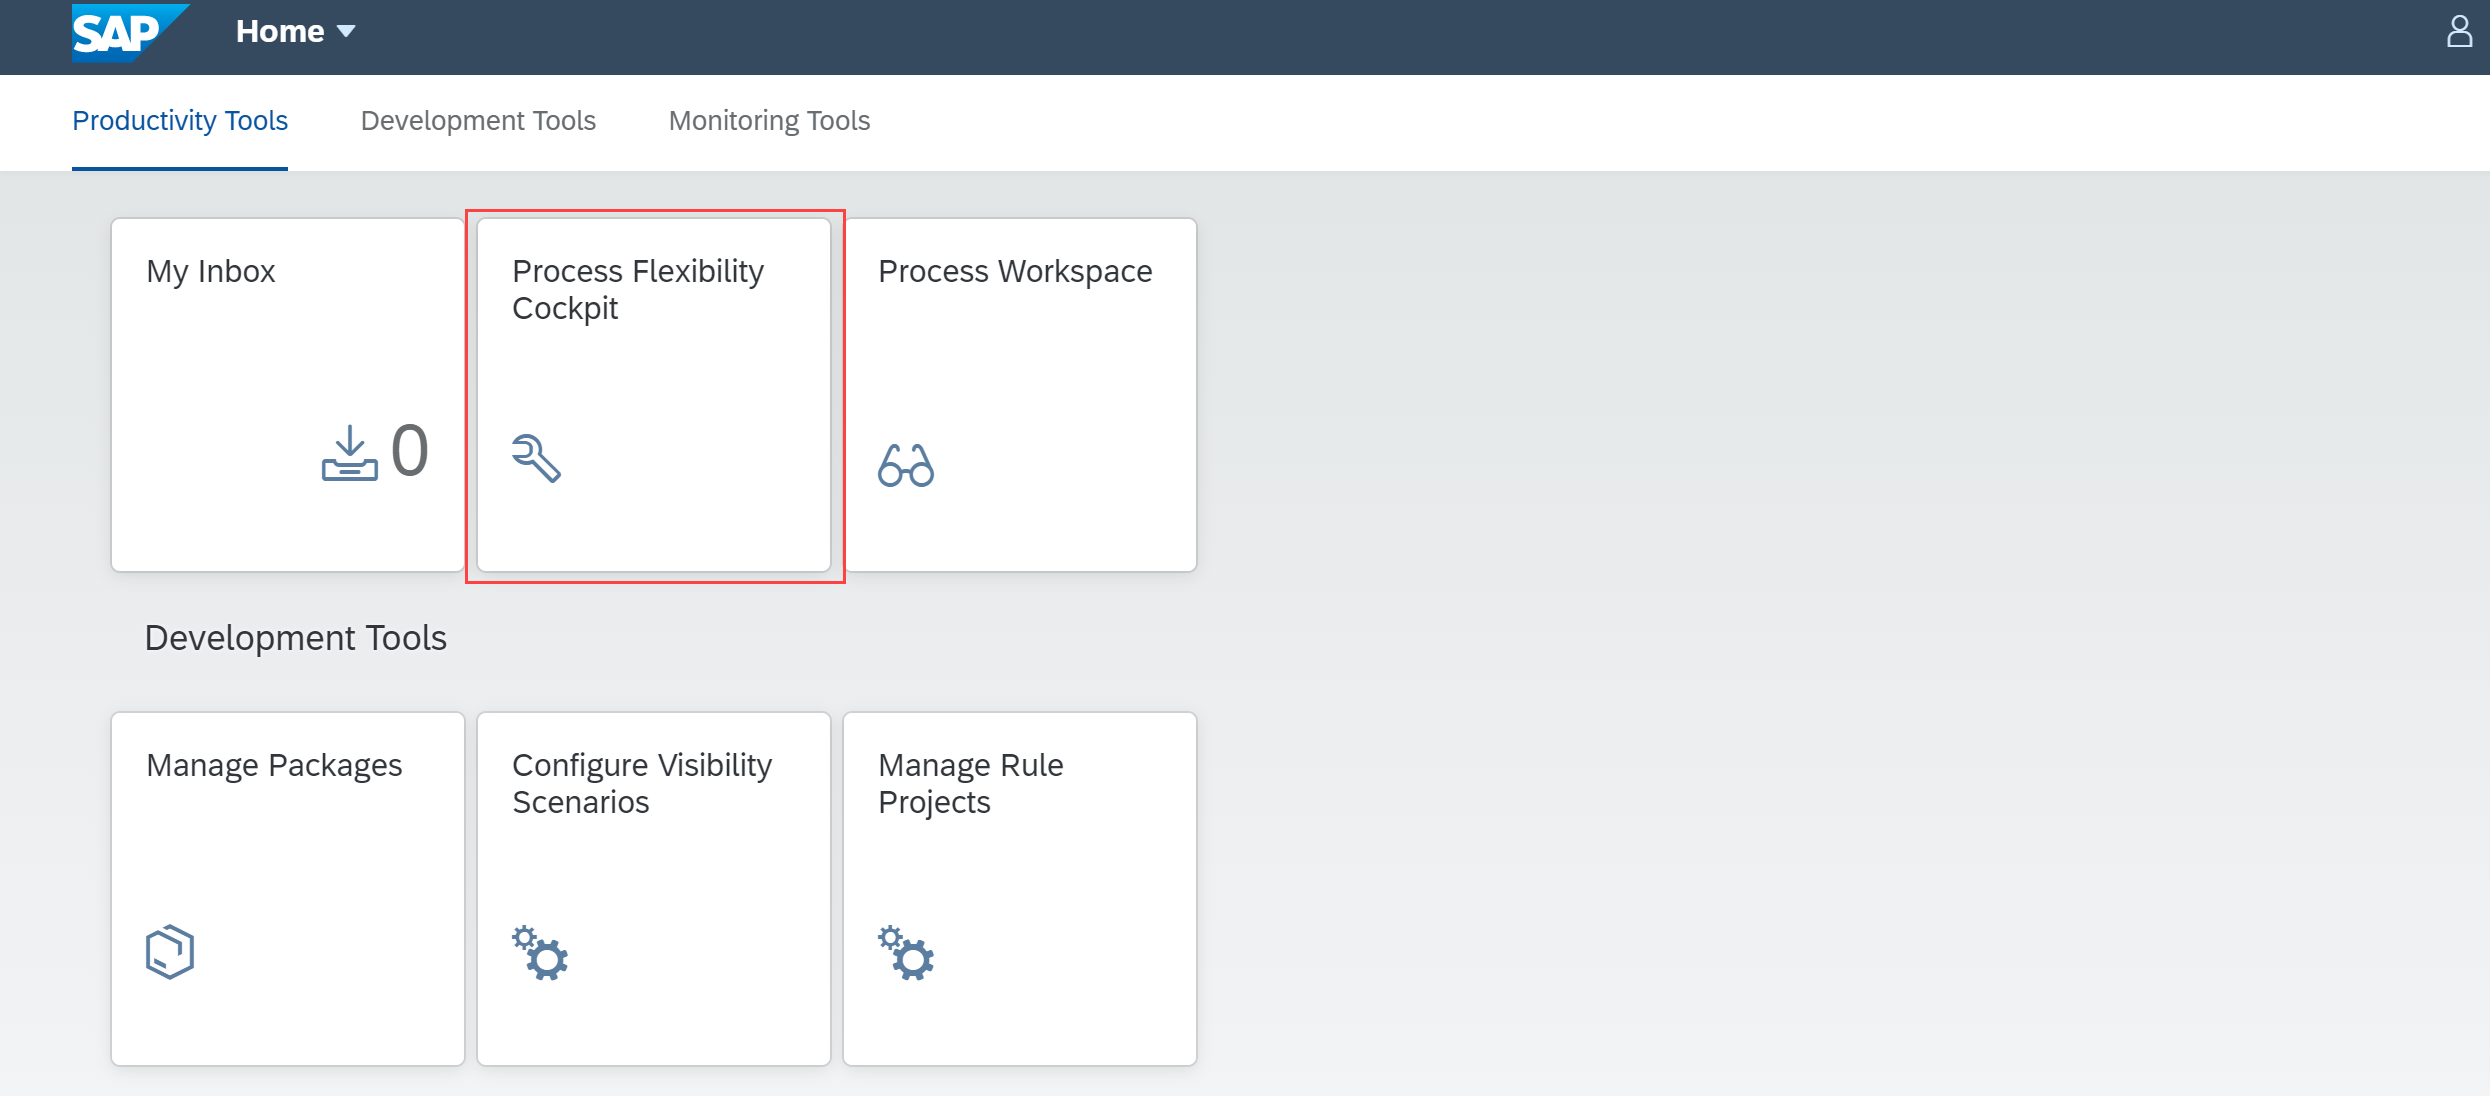 SAP
Home
Productivity Tools
Development Tools
Monitoring Tools
My Inbox
0
Process Flexibility
Cockpit
Process Workspace
Development Tools
Manage Packages
Configure Visibility
Scenarios
Manage Rule
Projects